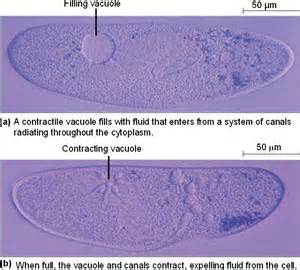 Filling vacuole
50 µm
(a) A contractile vacuole fills with fluid that enters from a system of canals
radiating throughout the cytoplasm.
Contracting vacuole
50 µm
(b) When full, the vacuole and canals contract, expelling fluid from the cell.